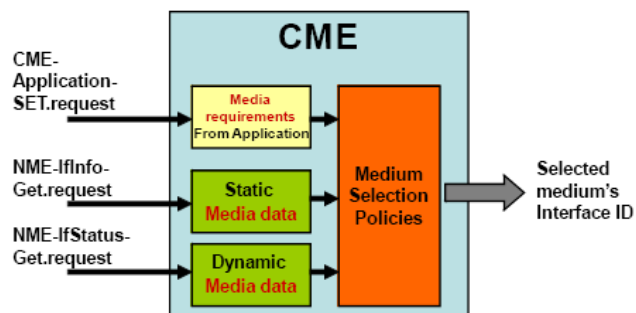 CME
CME-
Application-
SET.request
Media
requirements
From Application
NME-IfInfo-
Get.request
Static
Media data
NME-IfStatus-
Get.request
Dynamic
Media data
Medium
Selection
Policies
Selected
medium's
Interface ID